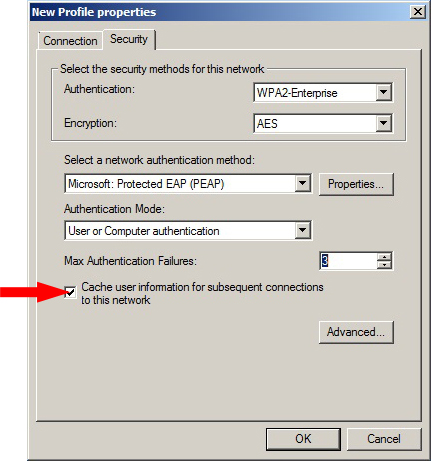 New Profile properties
Connection
Security
Select the security methods for this network
Authentication:
WPA2-Enterprise
Encryption:
AES
Select a network authentication method:
Microsoft: Protected EAP (PEAP)
Properties...
Authentication Mode:
User or Computer authentication
Max Authentication Failures:
3
Cache user information for subsequent connections
to this network
Advanced...
OK
Cancel